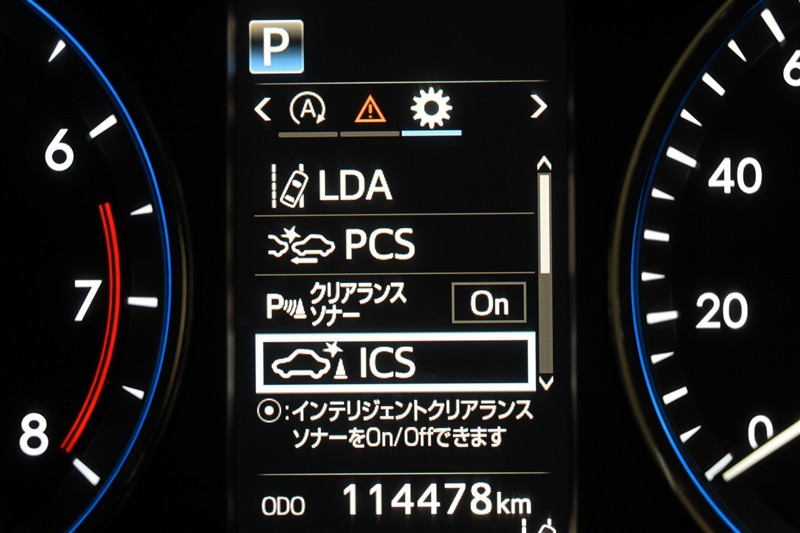 P
A
LDA
PCS
P クリアランス
ソナー
On
ICS
:インテリジェントクリアランス
ソナーをOn/Offできます
ODO 114478km
6
7
8
6
40
20
0